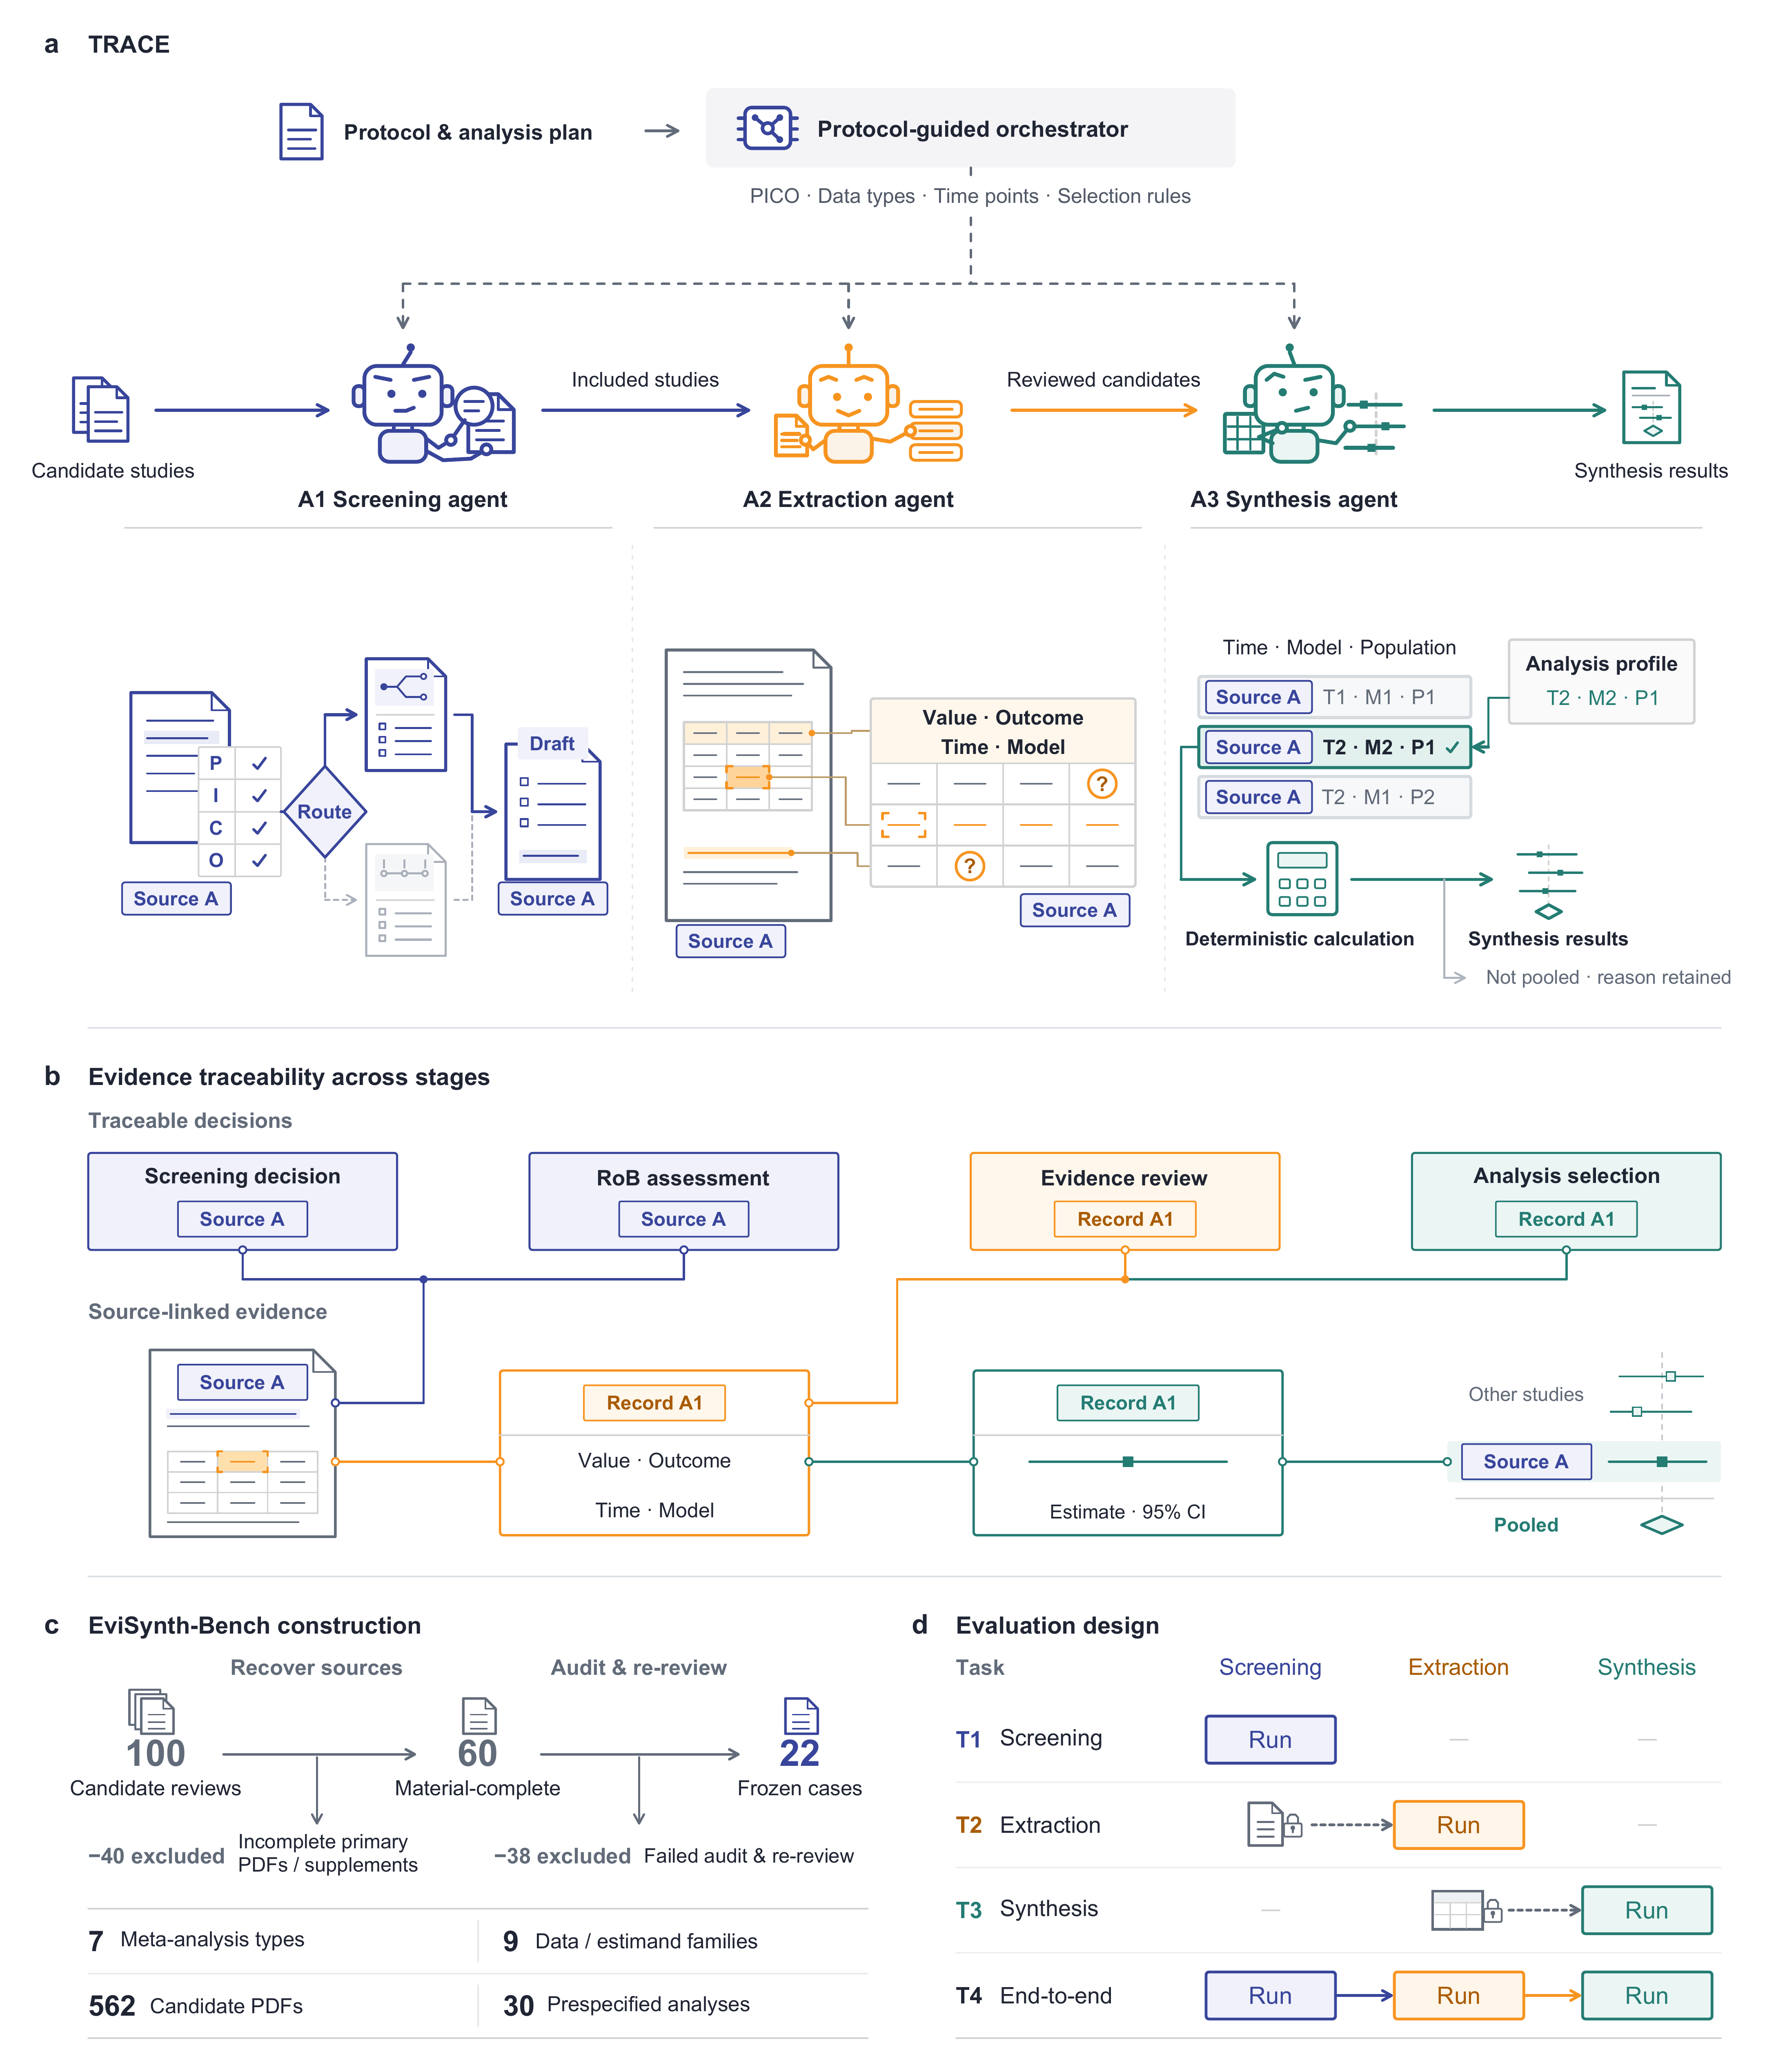 a TRACE
Protocol & analysis plan
Protocol-guided orchestrator
PICO · Data types · Time points · Selection rules
Included studies
Reviewed candidates
Candidate studies
Synthesis results
A1 Screening agent
A2 Extraction agent
A3 Synthesis agent
P
I
C
O
Source A
Route
Draft
Source A
Value · Outcome
Time · Model
?
?
Source A
Source A
Time · Model · Population
Source A T1 · M1 · P1
Source A T2 · M2 · P1
Source A T2 · M1 · P2
Analysis profile
T2 · M2 · P1
Deterministic calculation
Synthesis results
Not pooled · reason retained
b Evidence traceability across stages
Traceable decisions
Screening decision
Source A
RoB assessment
Source A
Evidence review
Record A1
Analysis selection
Record A1
Source-linked evidence
Source A
Record A1
Value · Outcome
Time · Model
Record A1
Estimate · 95% CI
Other studies
Source A
Pooled
c EviSynth-Bench construction
Recover sources
Audit & re-review
100
Candidate reviews
60
Material-complete
22
Frozen cases
−40 excluded
Incomplete primary
PDFs / supplements
−38 excluded
Failed audit & re-review
7 Meta-analysis types
9 Data / estimand families
562 Candidate PDFs
30 Prespecified analyses
d Evaluation design
Task Screening Extraction Synthesis
T1 Screening Run — —
T2 Extraction Run —
T3 Synthesis — Run
T4 End-to-end Run Run Run